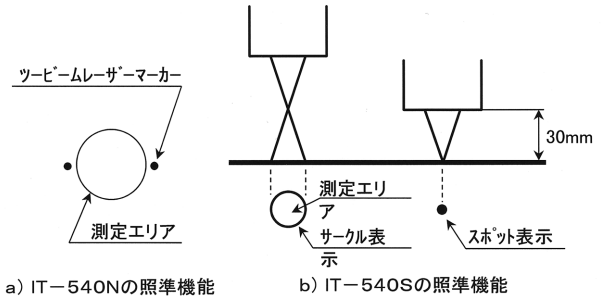 ツービームレーザーマーカー
測定エリア
a) IT－540Nの照準機能
30mm
測定エリ
ア
サークル表
示
スポット表示
b) IT－540Sの照準機能